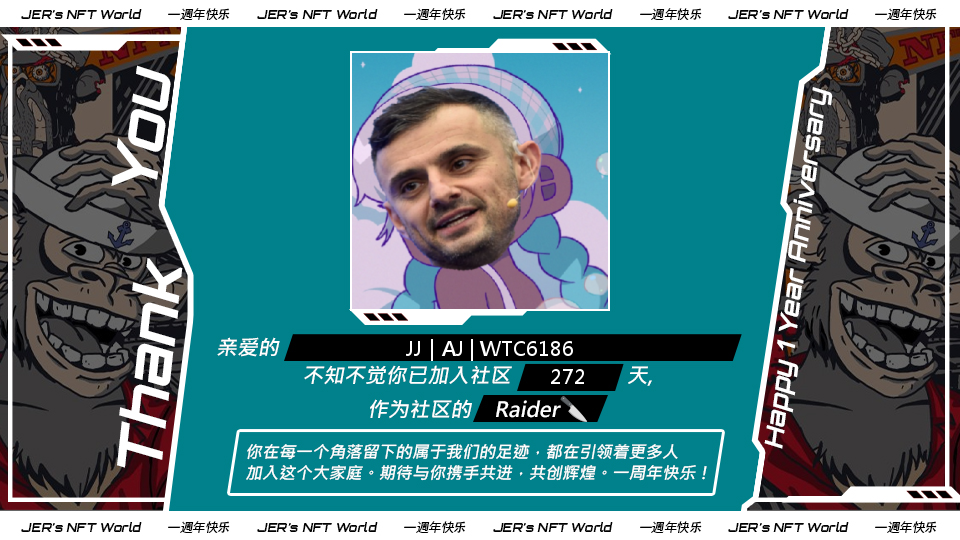 JER's NFT World 一週年快乐 JER's NFT World 一週年快乐 JER's NFT World 一週年快乐 JER's NFT World 一週年快乐
Thank You
亲爱的 JJ | AJ | WTC6186
不知不觉你已加入社区 272 天,
作为社区的 Raider🔪
你在每一个角落留下的属于我们的足迹，都在引领着更多人
加入这个大家庭。期待与你携手共进，共创辉煌。一周年快乐！
Happy 1 Year Anniversary
JER's NFT World 一週年快乐 JER's NFT World 一週年快乐 JER's NFT World 一週年快乐 JER's NFT World 一週年快乐